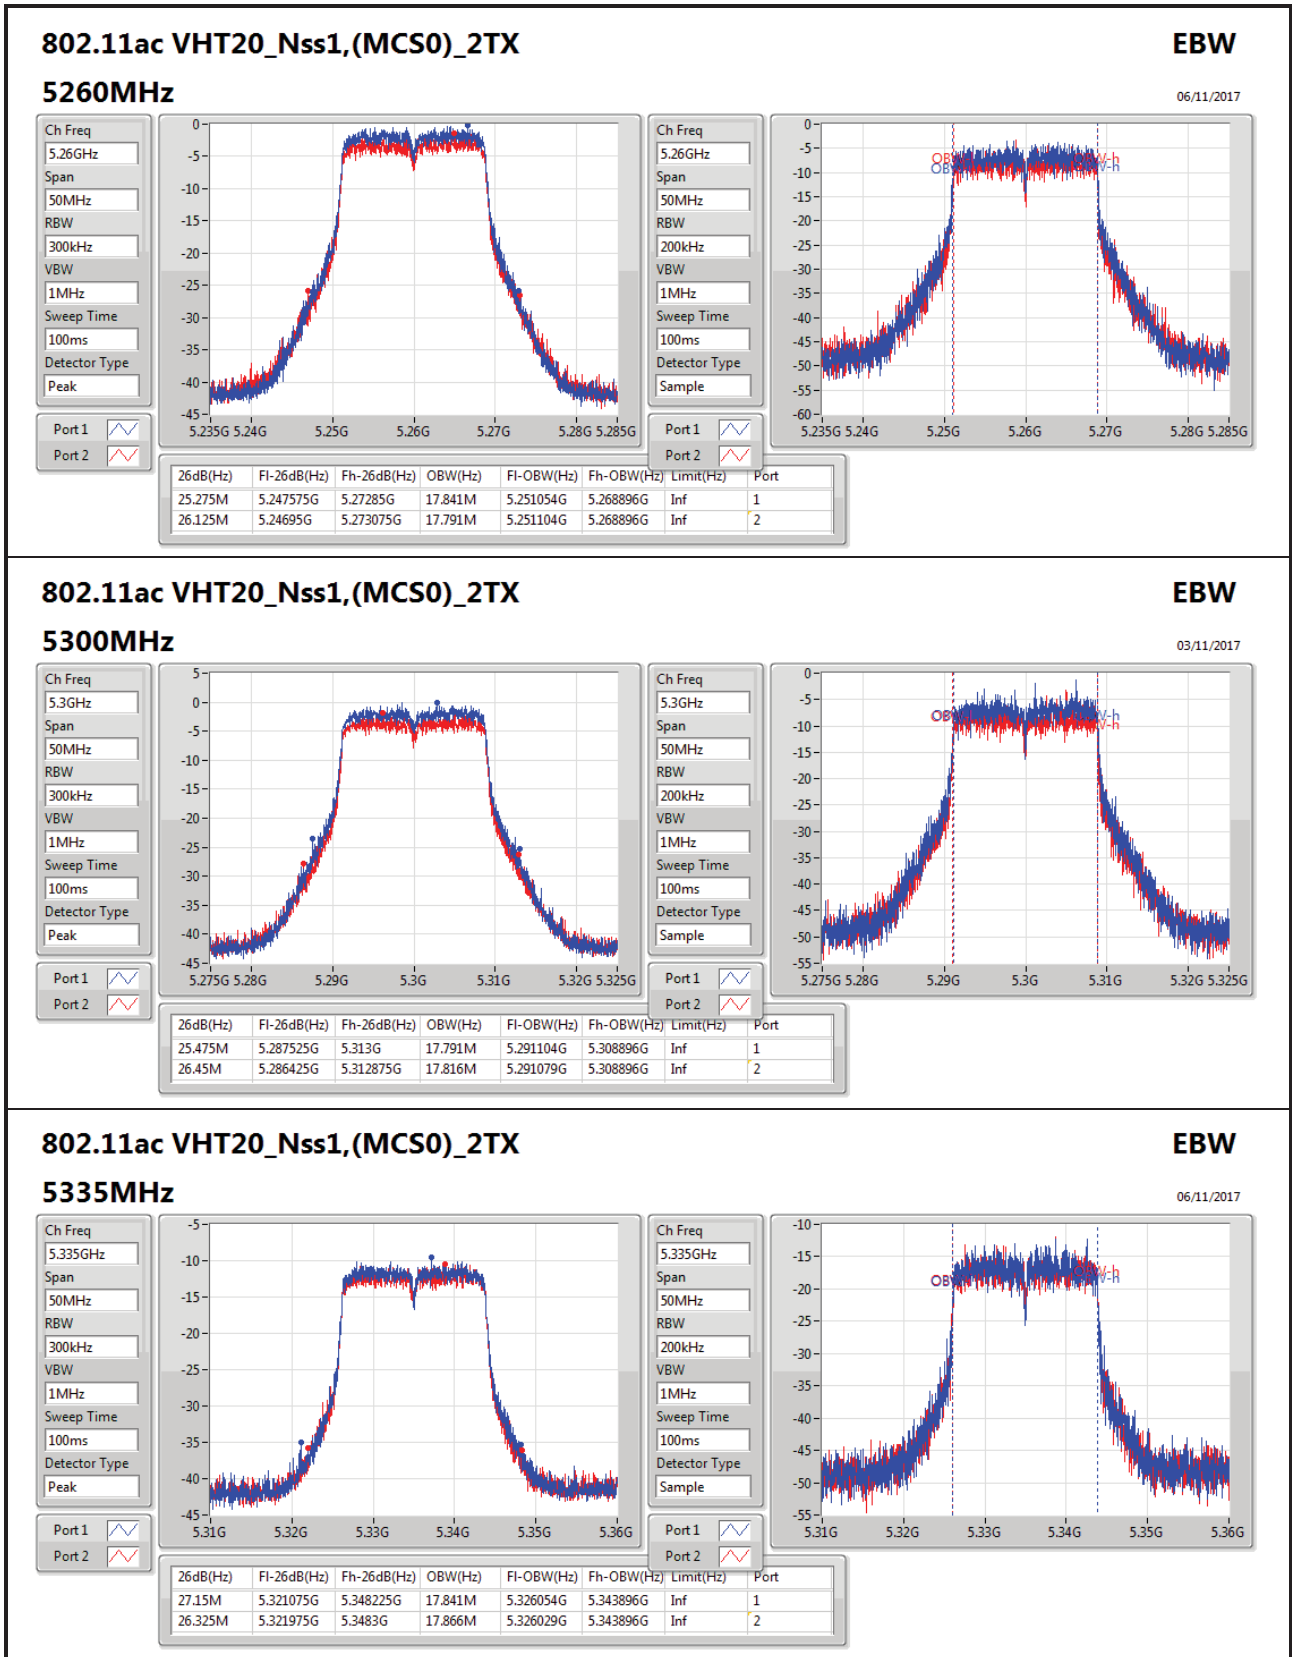 802.11ac VHT20_Nss1,(MCS0)_2TX EBW
5260MHz 06/11/2017
Ch Freq
5.26GHz
Span
50MHz
RBW
300kHz
VBW
1MHz
Sweep Time
100ms
Detector Type
Peak
Port 1
Port 2
0
-5
-10
-15
-20
-25
-30
-35
-40
-45
5.235G 5.24G 5.25G 5.26G 5.27G 5.28G 5.285G
Ch Freq
5.26GHz
Span
50MHz
RBW
200kHz
VBW
1MHz
Sweep Time
100ms
Detector Type
Sample
Port 1
Port 2
0
-5
-10
-15
-20
-25
-30
-35
-40
-45
-50
-55
-60
5.235G 5.24G 5.25G 5.26G 5.27G 5.28G 5.285G
26dB(Hz) Fl-26dB(Hz) Fh-26dB(Hz) OBW(Hz) Fl-OBW(Hz) Fh-OBW(Hz) Limit(Hz) Port
25.275M 5.247575G 5.27285G 17.841M 5.251054G 5.268896G Inf 1
26.125M 5.24695G 5.273075G 17.791M 5.251104G 5.268896G Inf 2
802.11ac VHT20_Nss1,(MCS0)_2TX EBW
5300MHz 03/11/2017
Ch Freq
5.3GHz
Span
50MHz
RBW
300kHz
VBW
1MHz
Sweep Time
100ms
Detector Type
Peak
Port 1
Port 2
5
0
-5
-10
-15
-20
-25
-30
-35
-40
-45
5.275G 5.28G 5.29G 5.3G 5.31G 5.32G 5.325G
Ch Freq
5.3GHz
Span
50MHz
RBW
200kHz
VBW
1MHz
Sweep Time
100ms
Detector Type
Sample
Port 1
Port 2
0
-5
-10
-15
-20
-25
-30
-35
-40
-45
-50
-55
5.275G 5.28G 5.29G 5.3G 5.31G 5.32G 5.325G
26dB(Hz) Fl-26dB(Hz) Fh-26dB(Hz) OBW(Hz) Fl-OBW(Hz) Fh-OBW(Hz) Limit(Hz) Port
25.475M 5.287525G 5.313G 17.791M 5.291104G 5.308896G Inf 1
26.45M 5.286425G 5.312875G 17.816M 5.291079G 5.308896G Inf 2
802.11ac VHT20_Nss1,(MCS0)_2TX EBW
5335MHz 06/11/2017
Ch Freq
5.335GHz
Span
50MHz
RBW
300kHz
VBW
1MHz
Sweep Time
100ms
Detector Type
Peak
Port 1
Port 2
-5
-10
-15
-20
-25
-30
-35
-40
-45
5.31G 5.32G 5.33G 5.34G 5.35G 5.36G
Ch Freq
5.335GHz
Span
50MHz
RBW
200kHz
VBW
1MHz
Sweep Time
100ms
Detector Type
Sample
Port 1
Port 2
-10
-15
-20
-25
-30
-35
-40
-45
-50
-55
5.31G 5.32G 5.33G 5.34G 5.35G 5.36G
26dB(Hz) Fl-26dB(Hz) Fh-26dB(Hz) OBW(Hz) Fl-OBW(Hz) Fh-OBW(Hz) Limit(Hz) Port
27.15M 5.321075G 5.348225G 17.841M 5.326054G 5.343896G Inf 1
26.325M 5.321975G 5.3483G 17.866M 5.326029G 5.343896G Inf 2